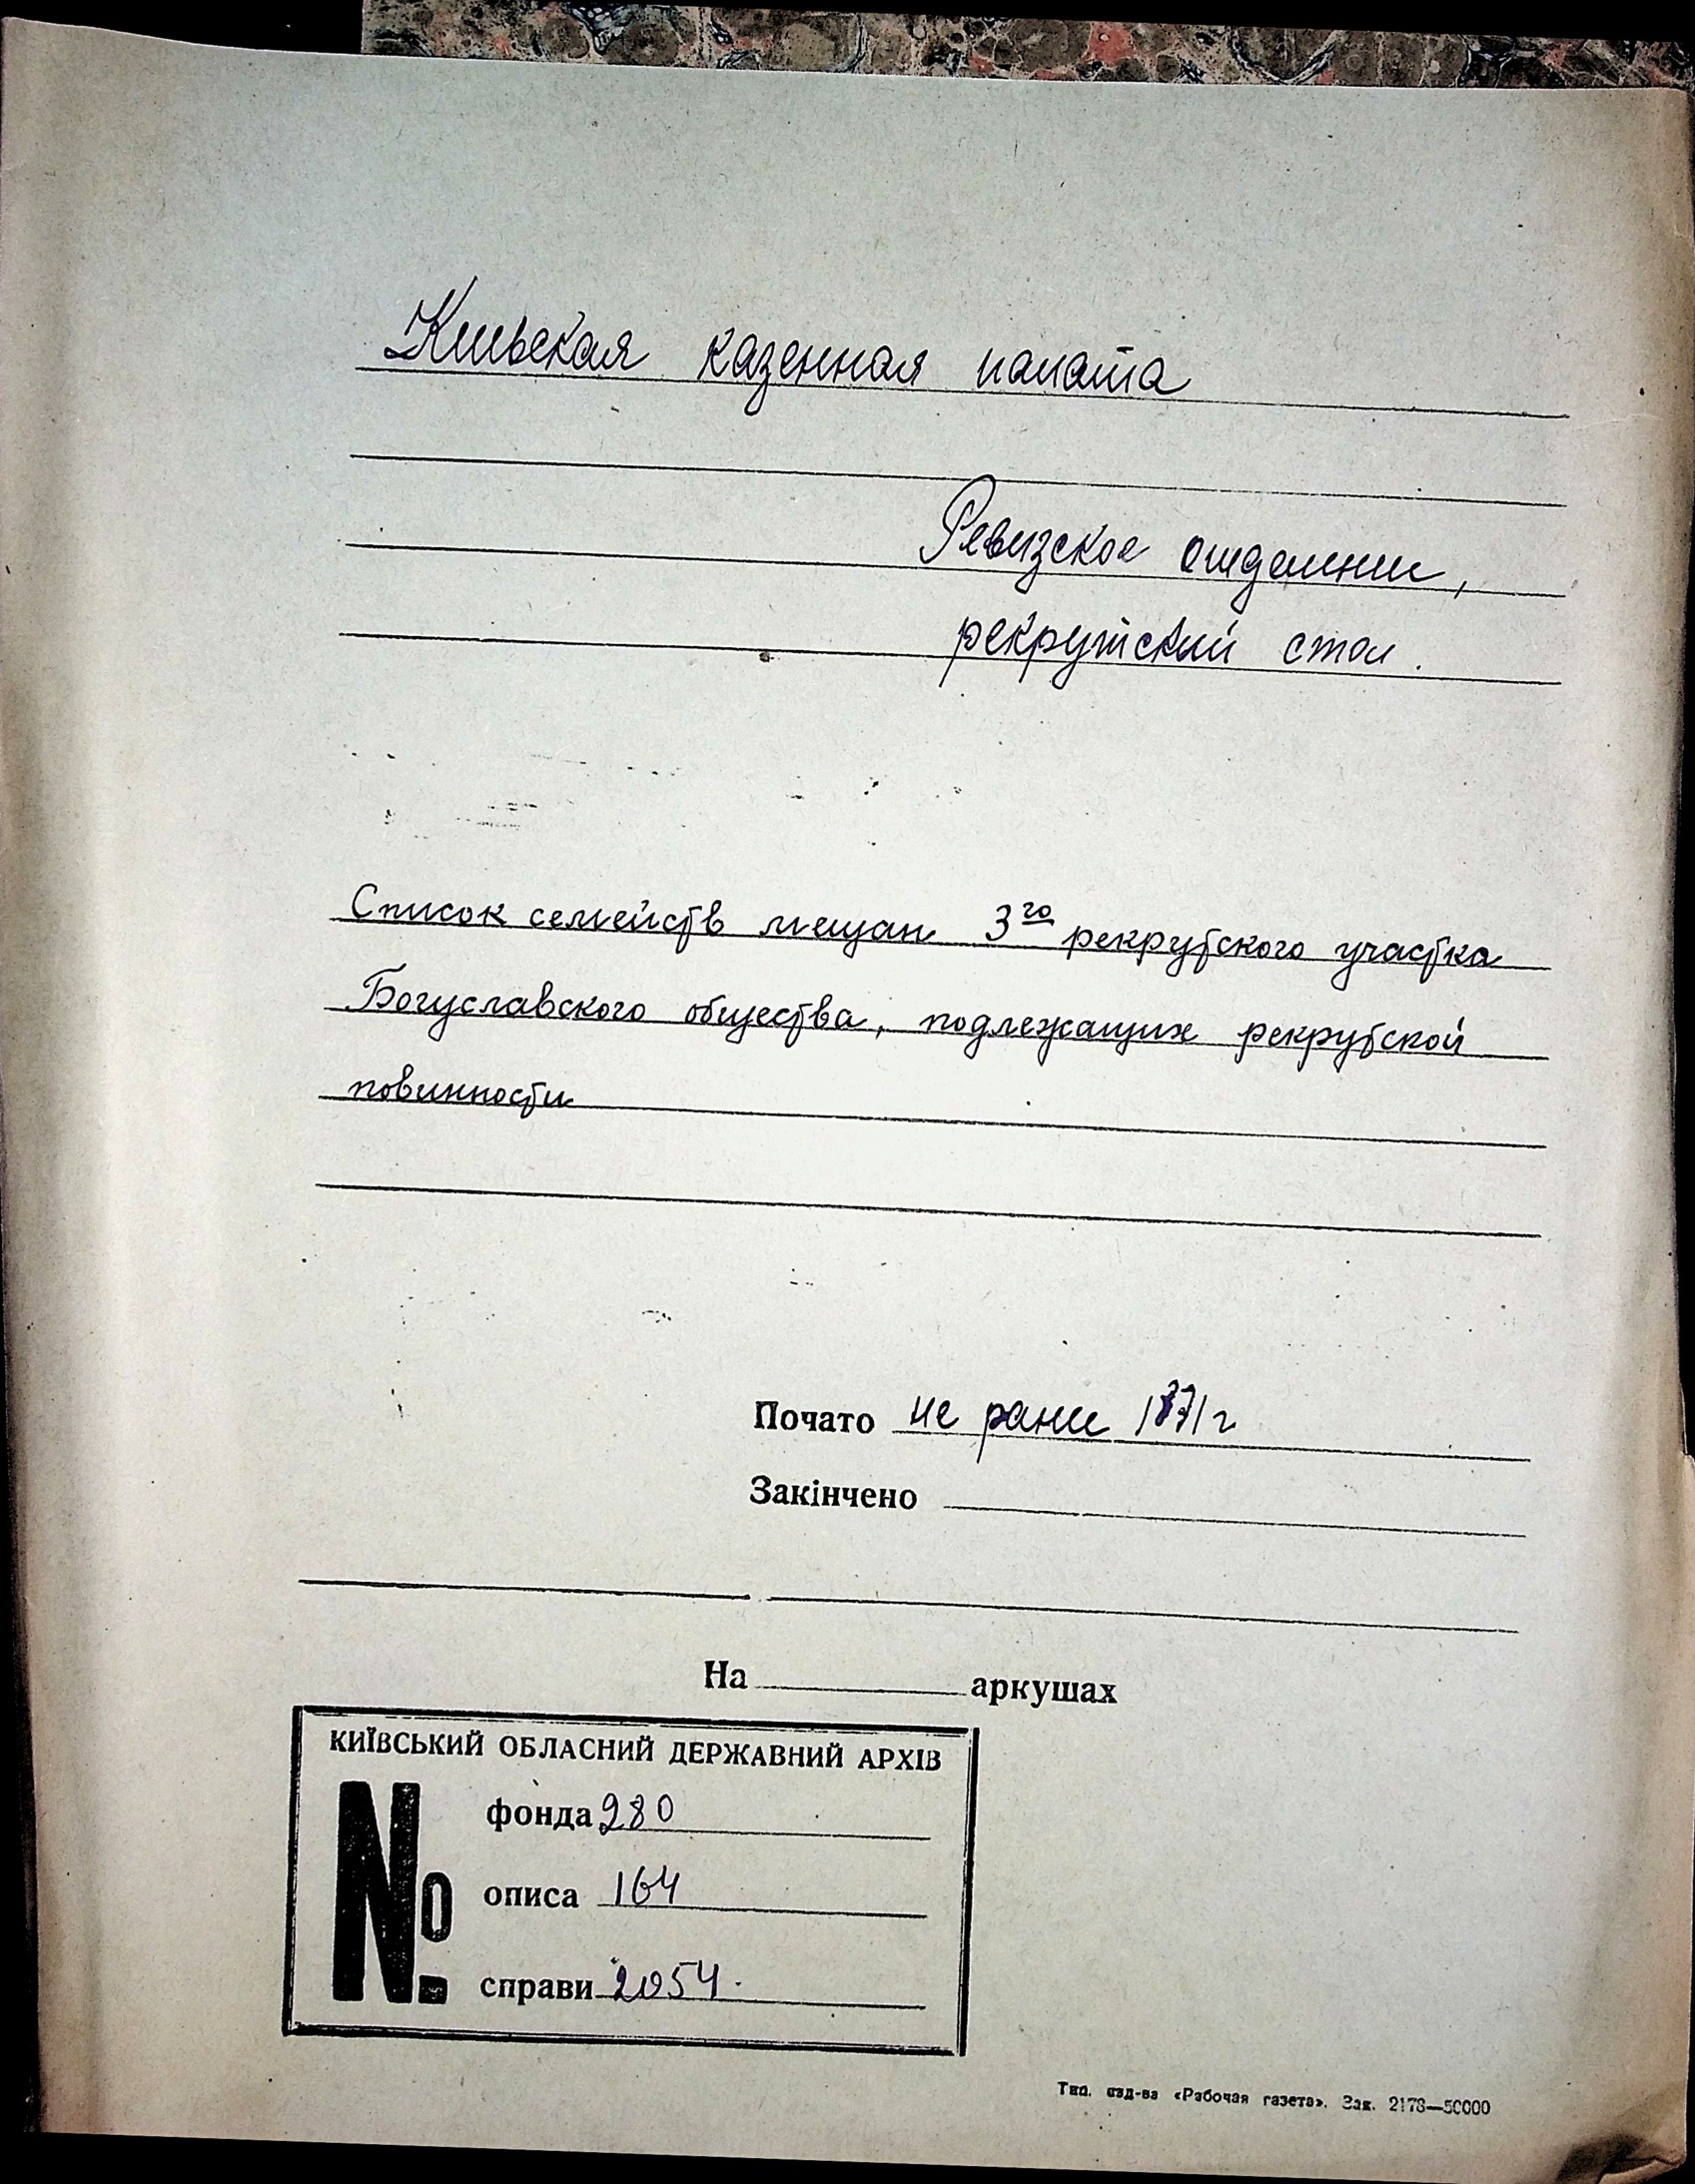 Киевская казенная палата
Ревизское отделение,
рекрутский стол.
Список семейств мещан 3го рекрутского участка
Богуславского общества, подлежащих рекрутской
повинности
Почато не ранее 1871 г
Закінчено
На аркушах
КИЇВСЬКИЙ ОБЛАСНИЙ ДЕРЖАВНИЙ АРХІВ
№
фонда 280
описа 164
справи 2054.
Тип. изд-ва «Рабочая газета». Зак. 2178—50000